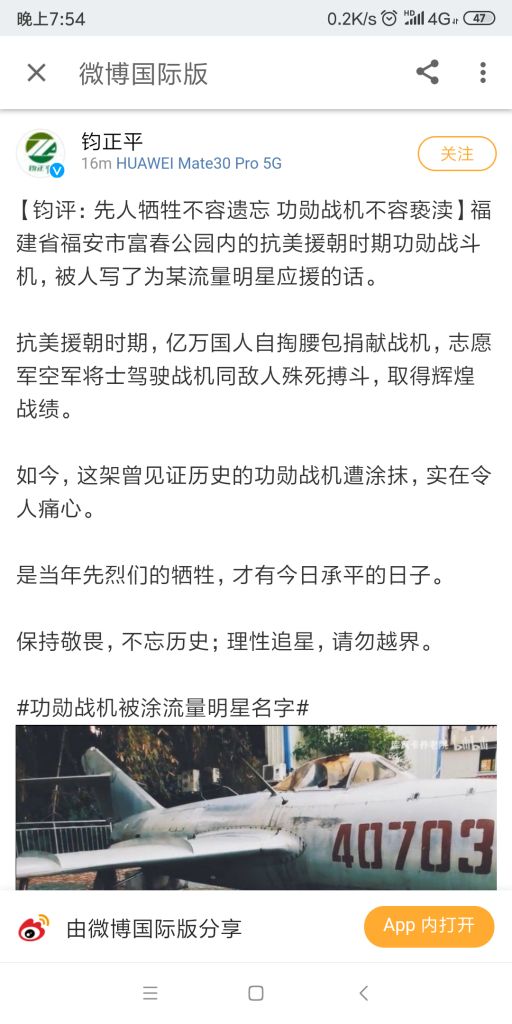 晚上7:54
0.2K/s HD 4G 47
微博国际版
钧正平
16m HUAWEI Mate30 Pro 5G
关注
【钧评：先人牺牲不容遗忘 功勋战机不容亵渎】福
建省福安市富春公园内的抗美援朝时期功勋战斗
机，被人写了为某流量明星应援的话。
抗美援朝时期，亿万国人自掏腰包捐献战机，志愿
军空军将士驾驶战机同敌人殊死搏斗，取得辉煌
战绩。
如今，这架曾见证历史的功勋战机遭涂抹，实在令
人痛心。
是当年先烈们的牺牲，才有今日承平的日子。
保持敬畏，不忘历史；理性追星，请勿越界。
#功勋战机被涂流量明星名字#
40703
由微博国际版分享
App 内打开